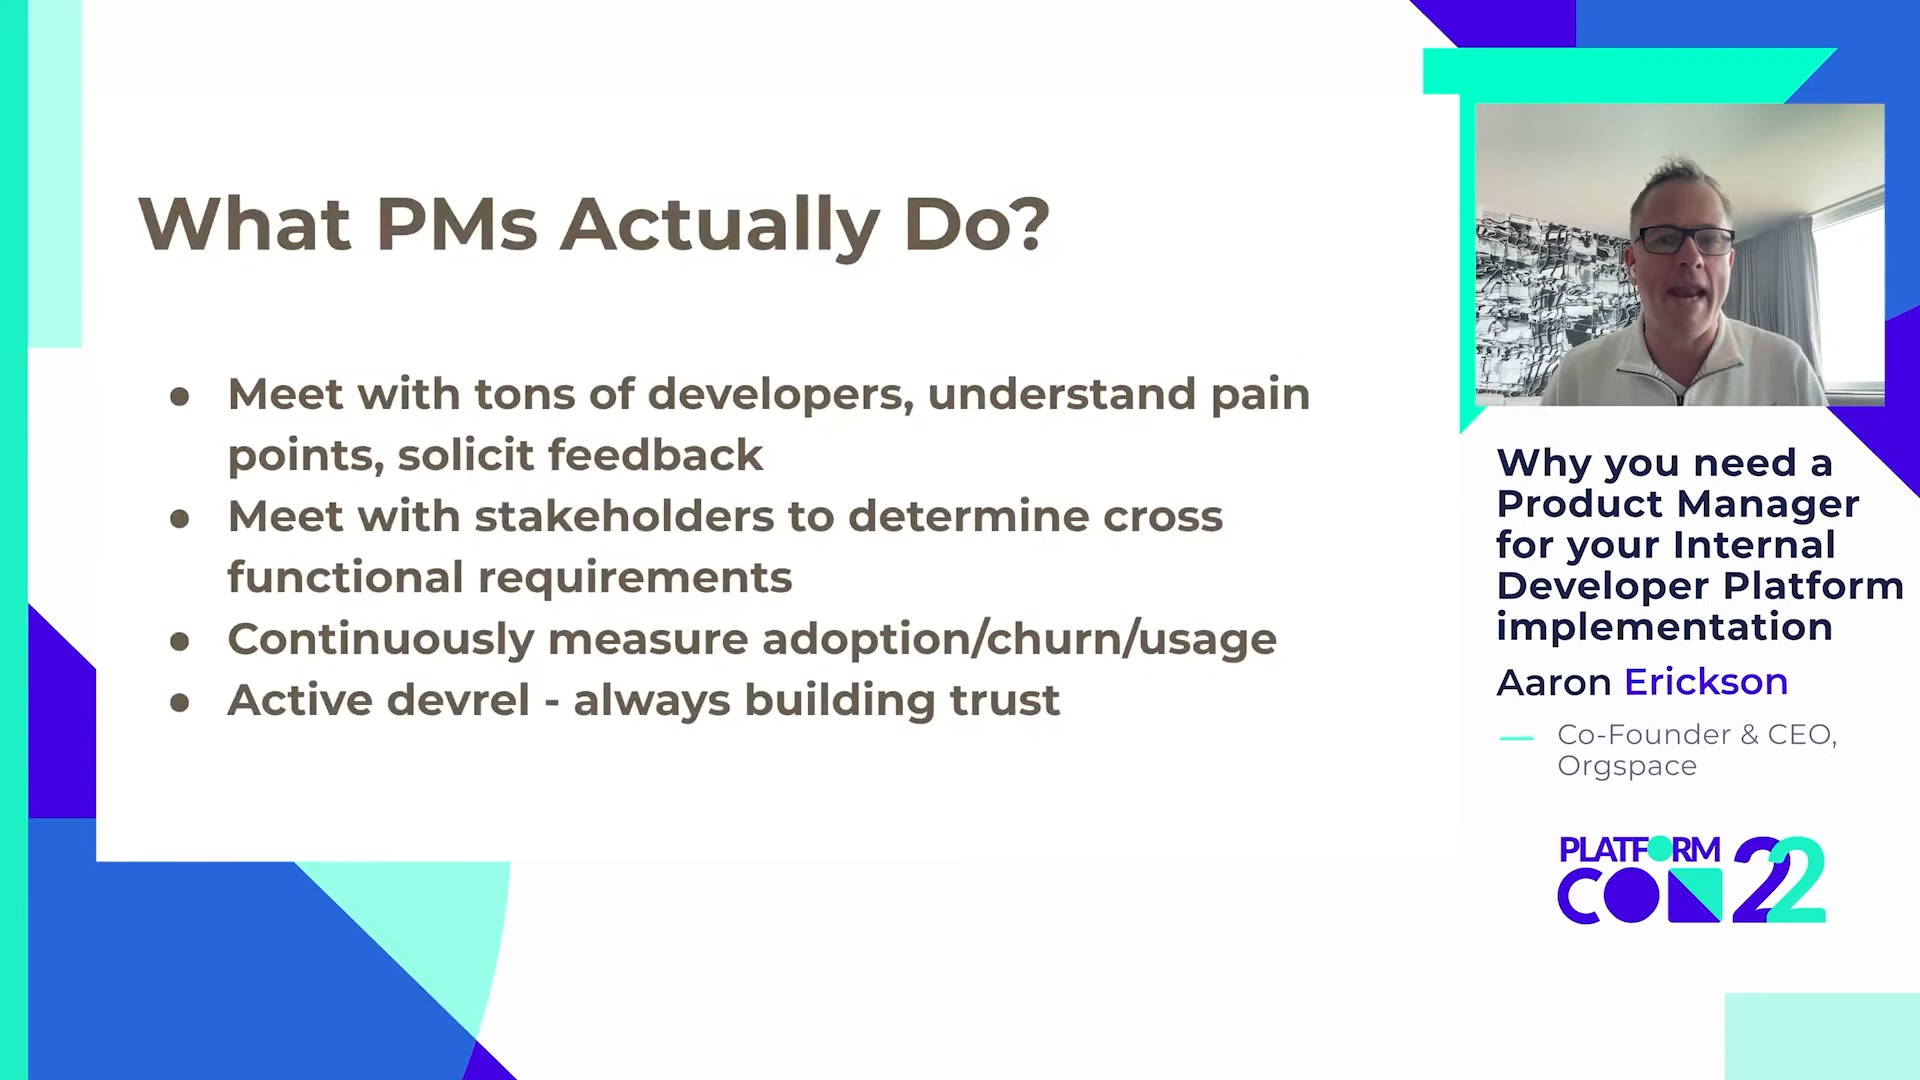 What PMs Actually Do?
● Meet with tons of developers, understand pain
points, solicit feedback
● Meet with stakeholders to determine cross
functional requirements
● Continuously measure adoption/churn/usage
● Active devrel - always building trust
Why you need a
Product Manager
for your Internal
Developer Platform
implementation
Aaron Erickson
Co-Founder & CEO,
Orgspace
PLATFORM
CON 22